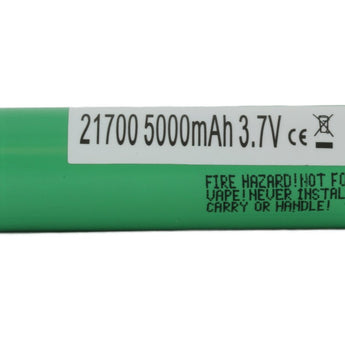 21700 5000mAh 3.7V CE
FIRE HAZARD!NOT FO
VAPE!NEVER INSTAL
CARRY OR HANDLE!